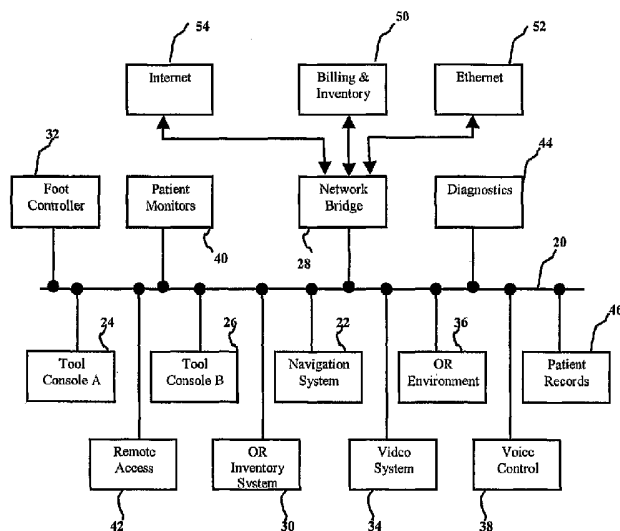 54
50
52
Internet
Billing &
Inventory
Ethernet
32
44
Foot
Controller
Patient
Monitors
Network
Bridge
Diagnostics
40
28
20
24
26
22
36
46
Tool
Console A
Tool
Console B
Navigation
System
OR
Environment
Patient
Records
Remote
Access
OR
Inventory
System
Video
System
Voice
Control
42
30
34
38